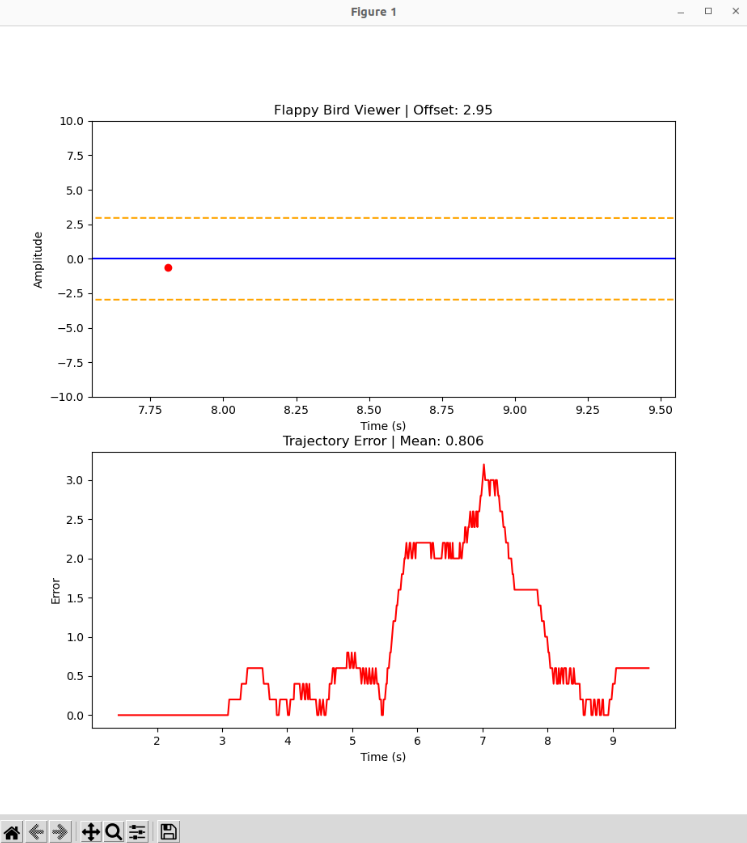 Figure 1
Flappy Bird Viewer | Offset: 2.95
10.0
7.5
5.0
2.5
0.0
−2.5
−5.0
−7.5
−10.0
Amplitude
7.75 8.00 8.25 8.50 8.75 9.00 9.25 9.50
Time (s)
Trajectory Error | Mean: 0.806
3.0
2.5
2.0
1.5
1.0
0.5
0.0
Error
2 3 4 5 6 7 8 9
Time (s)